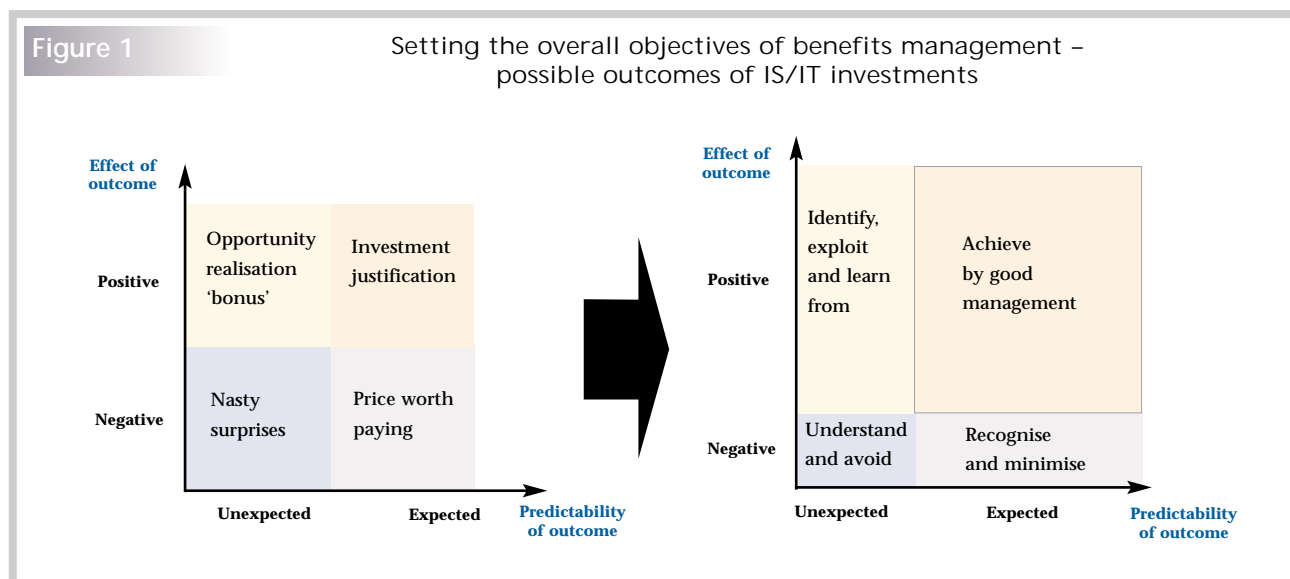 Figure 1
Setting the overall objectives of benefits management –
possible outcomes of IS/IT investments
Effect of
outcome
Positive
Negative
Opportunity
realisation
‘bonus’
Investment
justification
Nasty
surprises
Price worth
paying
Unexpected
Expected
Predictability
of outcome
Effect of
outcome
Positive
Negative
Identify,
exploit
and learn
from
Achieve
by good
management
Understand
and avoid
Recognise
and minimise
Unexpected
Expected
Predictability
of outcome